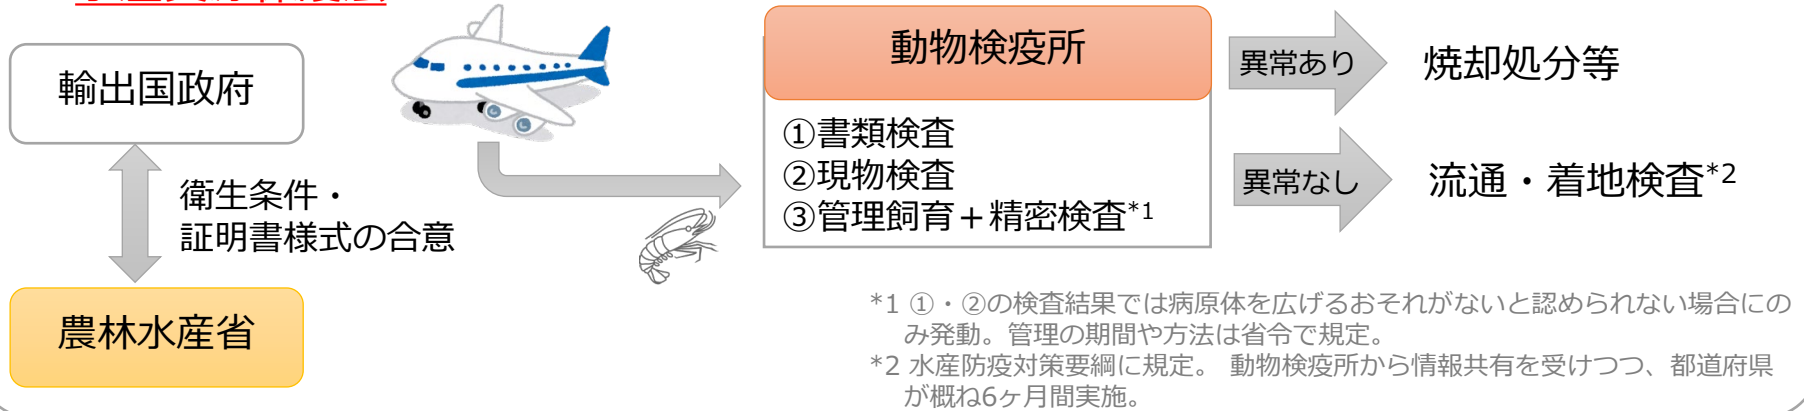 輸出国政府
衛生条件・
証明書様式の合意
農林水産省
動物検疫所
①書類検査
②現物検査
③管理飼育＋精密検査*1
異常あり
焼却処分等
異常なし
流通・着地検査*2
*1 ①・②の検査結果では病原体を広げるおそれがないと認められない場合にの
み発動。管理の期間や方法は省令で規定。
*2 水産防疫対策要綱に規定。 動物検疫所から情報共有を受けつつ、都道府県
が概ね6ヶ月間実施。